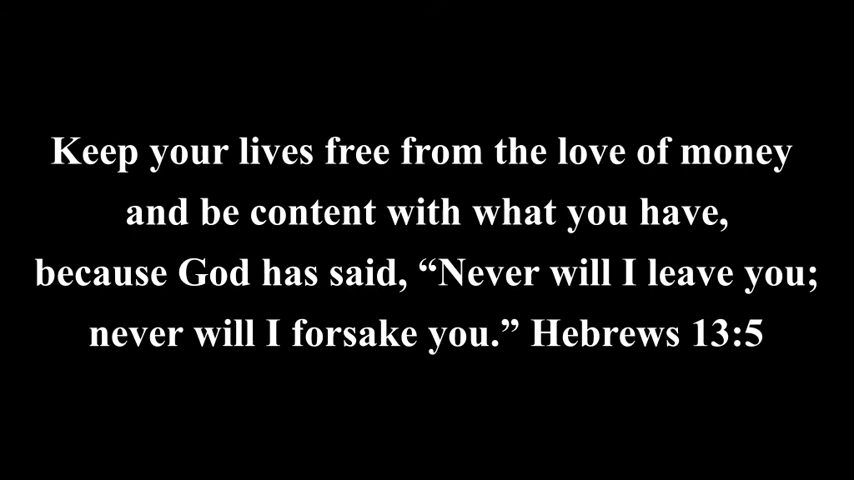 Keep your lives free from the love of money
and be content with what you have,
because God has said, “Never will I leave you;
never will I forsake you.” Hebrews 13:5